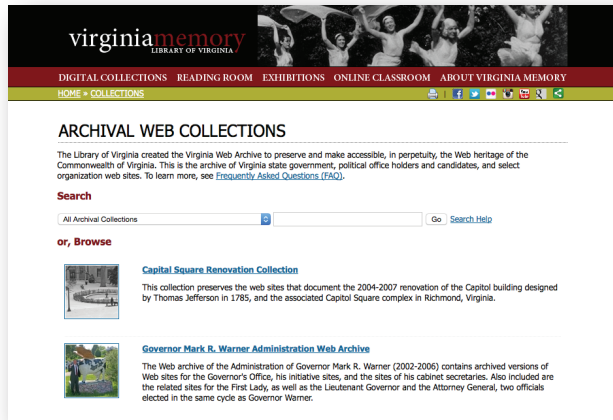 virginiamemory
LIBRARY OF VIRGINIA
DIGITAL COLLECTIONS READING ROOM EXHIBITIONS ONLINE CLASSROOM ABOUT VIRGINIA MEMORY
HOME » COLLECTIONS
ARCHIVAL WEB COLLECTIONS
The Library of Virginia created the Virginia Web Archive to preserve and make accessible, in perpetuity, the Web heritage of the
Commonwealth of Virginia. This is the archive of Virginia state government, political office holders and candidates, and select
organization web sites. To learn more, see Frequently Asked Questions (FAQ).
Search
All Archival Collections Go Search Help
or, Browse
Capital Square Renovation Collection
This collection preserves the web sites that document the 2004-2007 renovation of the Capitol building designed
by Thomas Jefferson in 1785, and the associated Capitol Square complex in Richmond, Virginia.
Governor Mark R. Warner Administration Web Archive
The Web archive of the Administration of Governor Mark R. Warner (2002-2006) contains archived versions of
Web sites for the Governor's Office, his initiative sites, and the sites of his cabinet secretaries. Also included are
the related sites for the First Lady, as well as the Lieutenant Governor and the Attorney General, two officials
elected in the same cycle as Governor Warner.